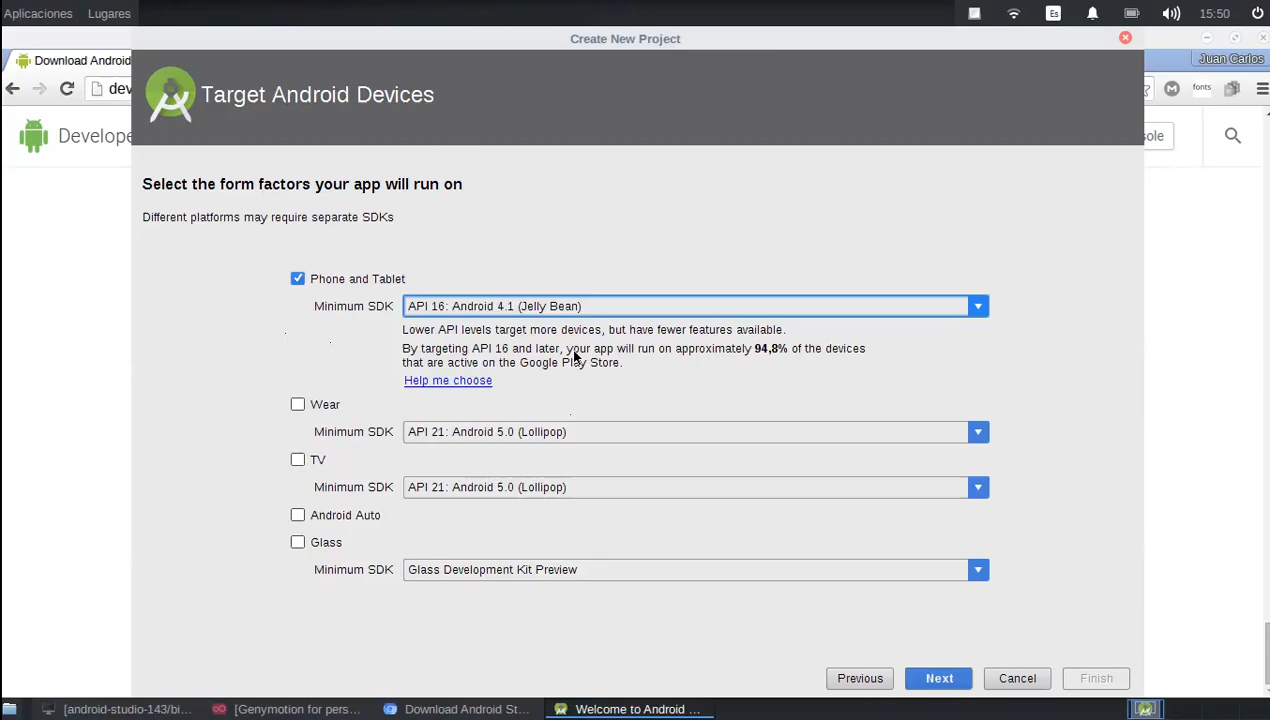 Aplicaciones Lugares Es 15:50
Create New Project
Download Android Juan Carlos
dev fonts
Develope sole
Target Android Devices
Select the form factors your app will run on
Different platforms may require separate SDKs
Phone and Tablet
Minimum SDK API 16: Android 4.1 (Jelly Bean)
Lower API levels target more devices, but have fewer features available.
By targeting API 16 and later, your app will run on approximately 94,8% of the devices
that are active on the Google Play Store.
Help me choose
Wear
Minimum SDK API 21: Android 5.0 (Lollipop)
TV
Minimum SDK API 21: Android 5.0 (Lollipop)
Android Auto
Glass
Minimum SDK Glass Development Kit Preview
Previous Next Cancel Finish
[android-studio-143/bi... [Genymotion for pers... Download Android St... Welcome to Android ...